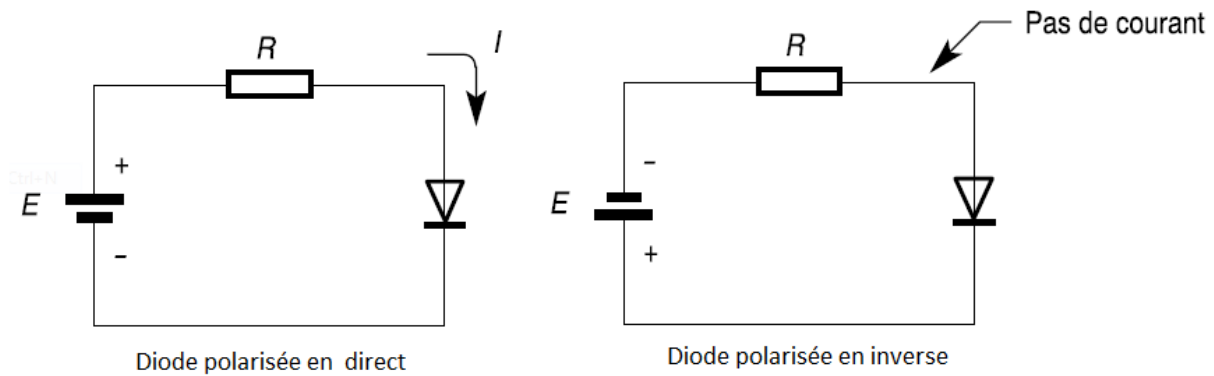 R
I
+
E
–
Diode polarisée en direct
Pas de courant
R
–
E
+
Diode polarisée en inverse